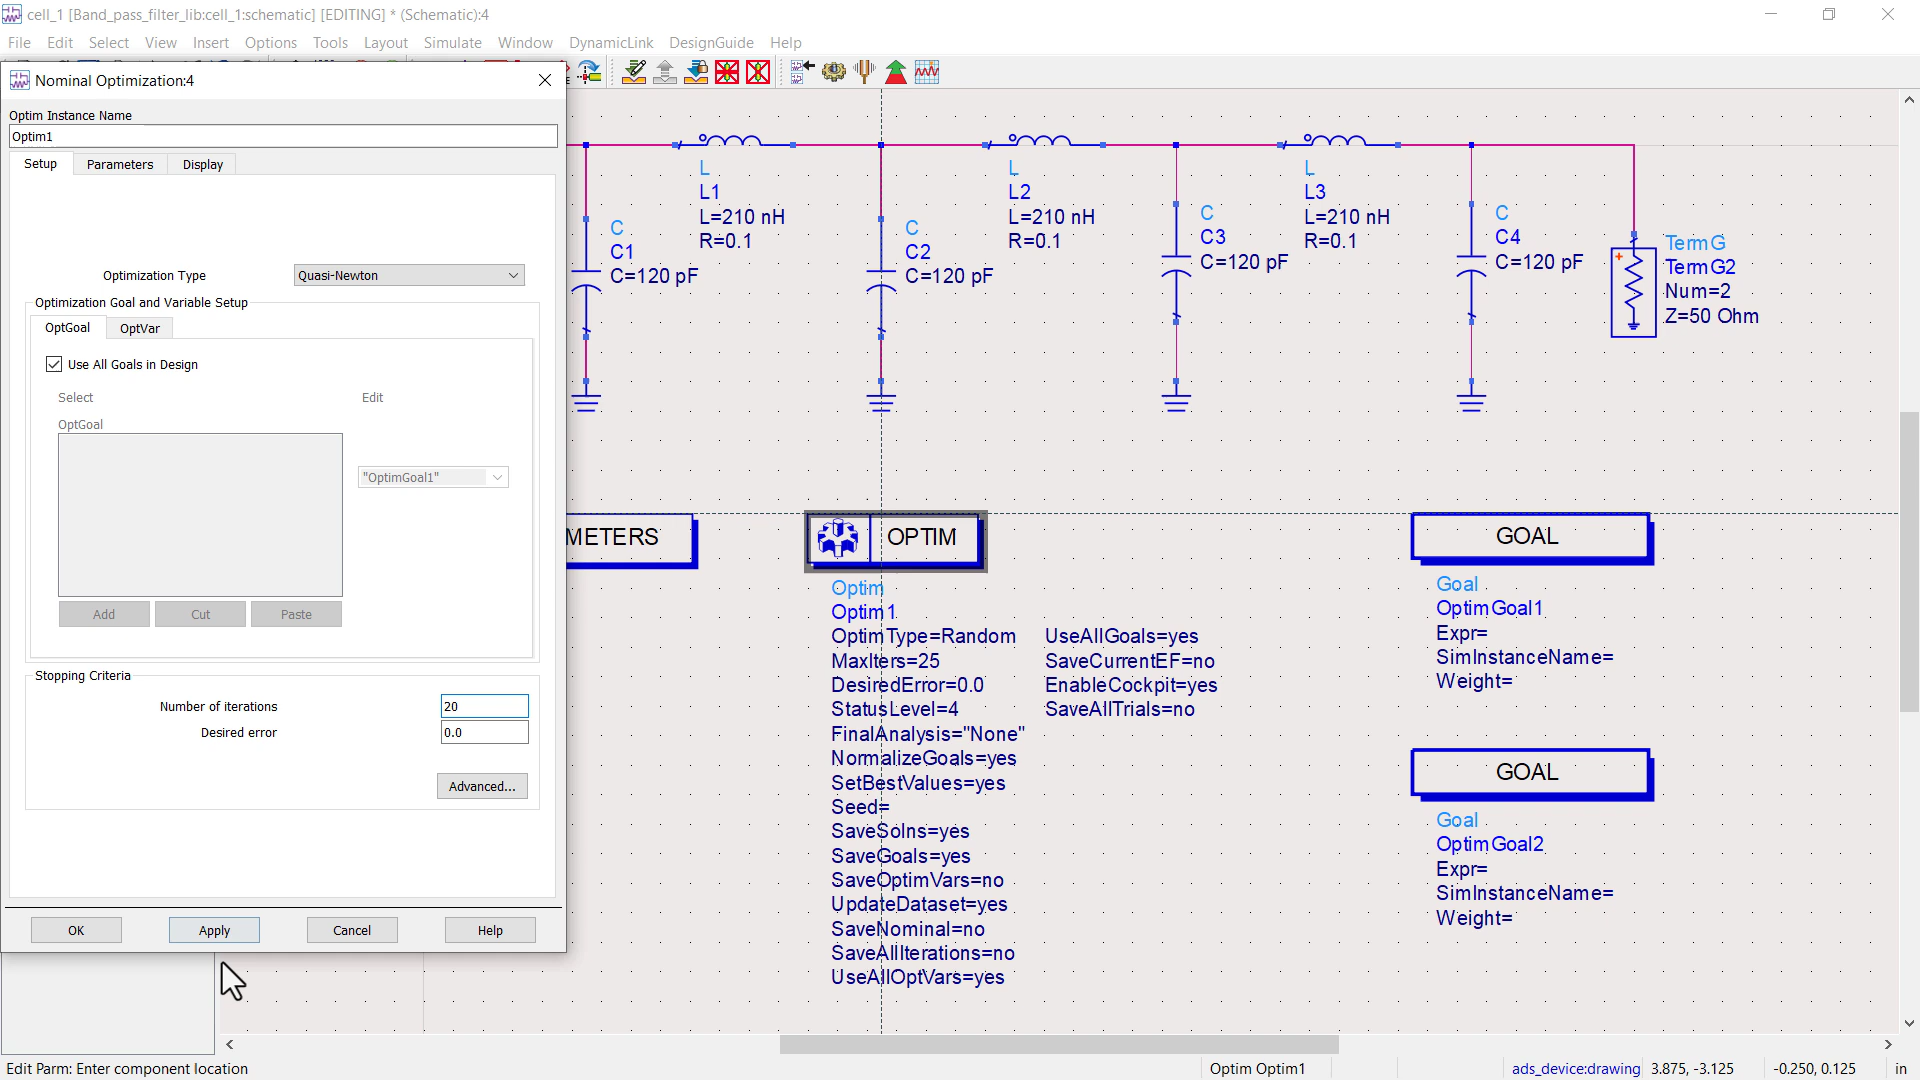 cell_1 [Band_pass_filter_lib:cell_1:schematic] [EDITING] * (Schematic):4
File Edit Select View Insert Options Tools Layout Simulate Window DynamicLink DesignGuide Help
Nominal Optimization:4
Optim Instance Name
Optim1
Setup Parameters Display
Optimization Type Quasi-Newton
Optimization Goal and Variable Setup
OptGoal OptVar
Use All Goals in Design
Select Edit
OptGoal
"OptimGoal1"
Add Cut Paste
Stopping Criteria
Number of iterations 20
Desired error 0.0
Advanced...
OK Apply Cancel Help
L
L1
L=210 nH
R=0.1
L
L2
L=210 nH
R=0.1
L
L3
L=210 nH
R=0.1
C
C1
C=120 pF
C
C2
C=120 pF
C
C3
C=120 pF
C
C4
C=120 pF
TermG
TermG2
Num=2
Z=50 Ohm
METERS
OPTIM
Optim
Optim1
OptimType=Random
MaxIters=25
DesiredError=0.0
StatusLevel=4
FinalAnalysis="None"
NormalizeGoals=yes
SetBestValues=yes
Seed=
SaveSolns=yes
SaveGoals=yes
SaveOptimVars=no
UpdateDataset=yes
SaveNominal=no
SaveAllIterations=no
UseAllOptVars=yes
UseAllGoals=yes
SaveCurrentEF=no
EnableCockpit=yes
SaveAllTrials=no
GOAL
Goal
OptimGoal1
Expr=
SimInstanceName=
Weight=
GOAL
Goal
OptimGoal2
Expr=
SimInstanceName=
Weight=
Edit Parm: Enter component location Optim Optim1 ads_device:drawing 3.875, -3.125 -0.250, 0.125 in